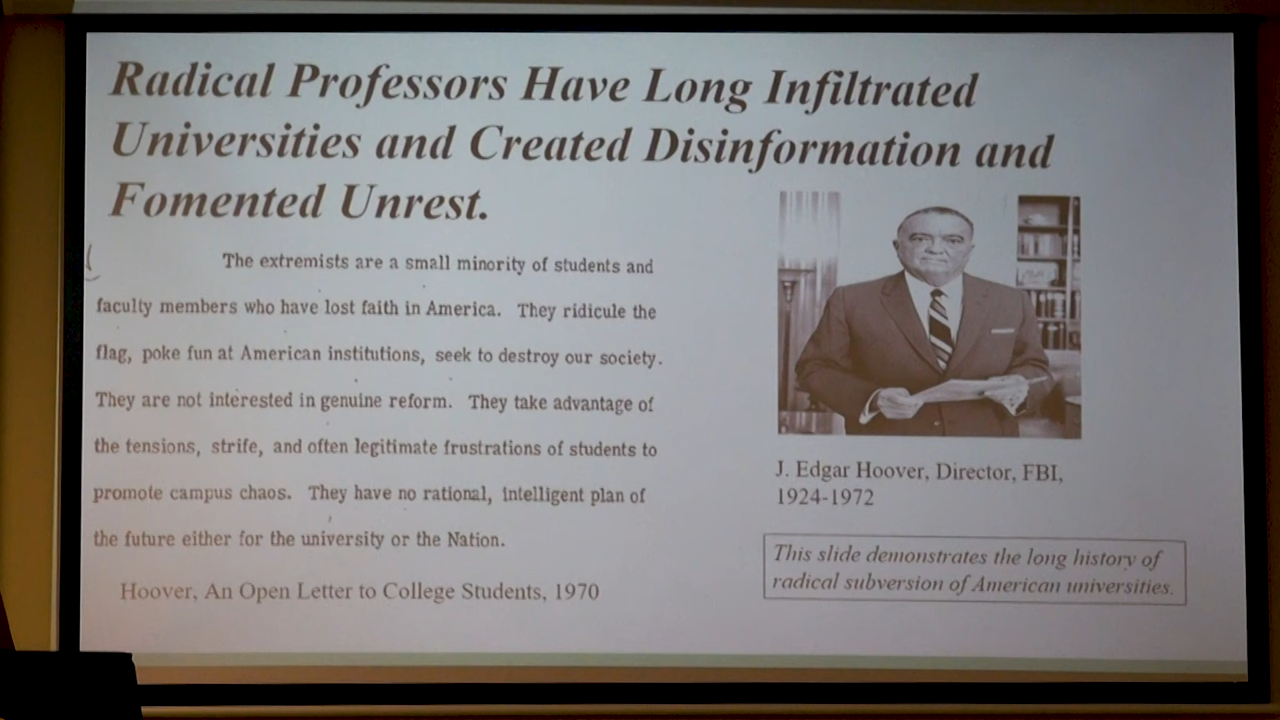 Radical Professors Have Long Infiltrated
Universities and Created Disinformation and
Fomented Unrest.
The extremists are a small minority of students and
faculty members who have lost faith in America. They ridicule the
flag, poke fun at American institutions, seek to destroy our society.
They are not interested in genuine reform. They take advantage of
the tensions, strife, and often legitimate frustrations of students to
promote campus chaos. They have no rational, intelligent plan of
the future either for the university or the Nation.
Hoover, An Open Letter to College Students, 1970
J. Edgar Hoover, Director, FBI,
1924-1972
This slide demonstrates the long history of
radical subversion of American universities.